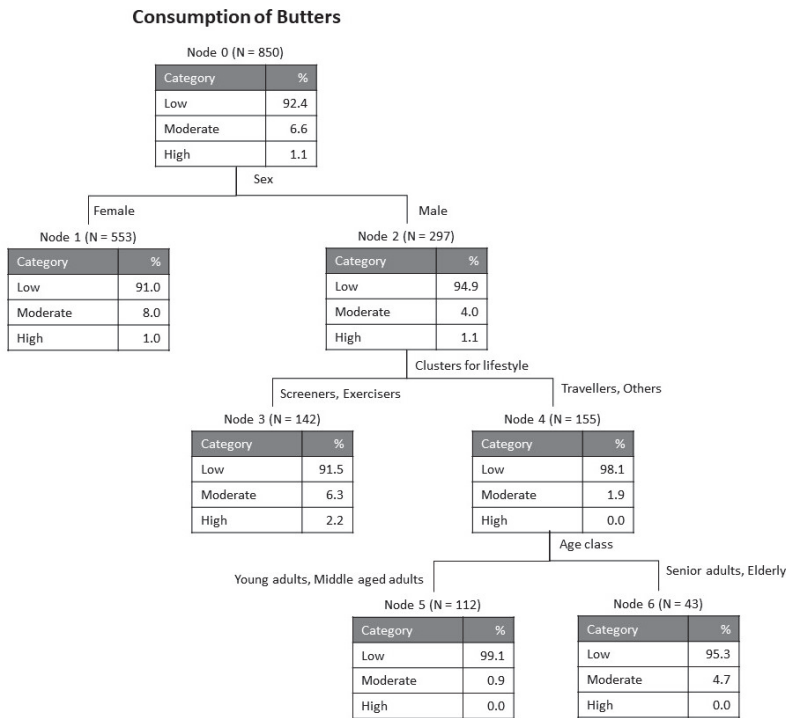 Consumption of Butters
Node 0 (N = 850)
Category %
Low 92.4
Moderate 6.6
High 1.1
Sex
Female
Male
Node 1 (N = 553)
Category %
Low 91.0
Moderate 8.0
High 1.0
Node 2 (N = 297)
Category %
Low 94.9
Moderate 4.0
High 1.1
Clusters for lifestyle
Screeners, Exercisers
Travellers, Others
Node 3 (N = 142)
Category %
Low 91.5
Moderate 6.3
High 2.2
Node 4 (N = 155)
Category %
Low 98.1
Moderate 1.9
High 0.0
Age class
Young adults, Middle aged adults
Senior adults, Elderly
Node 5 (N = 112)
Category %
Low 99.1
Moderate 0.9
High 0.0
Node 6 (N = 43)
Category %
Low 95.3
Moderate 4.7
High 0.0